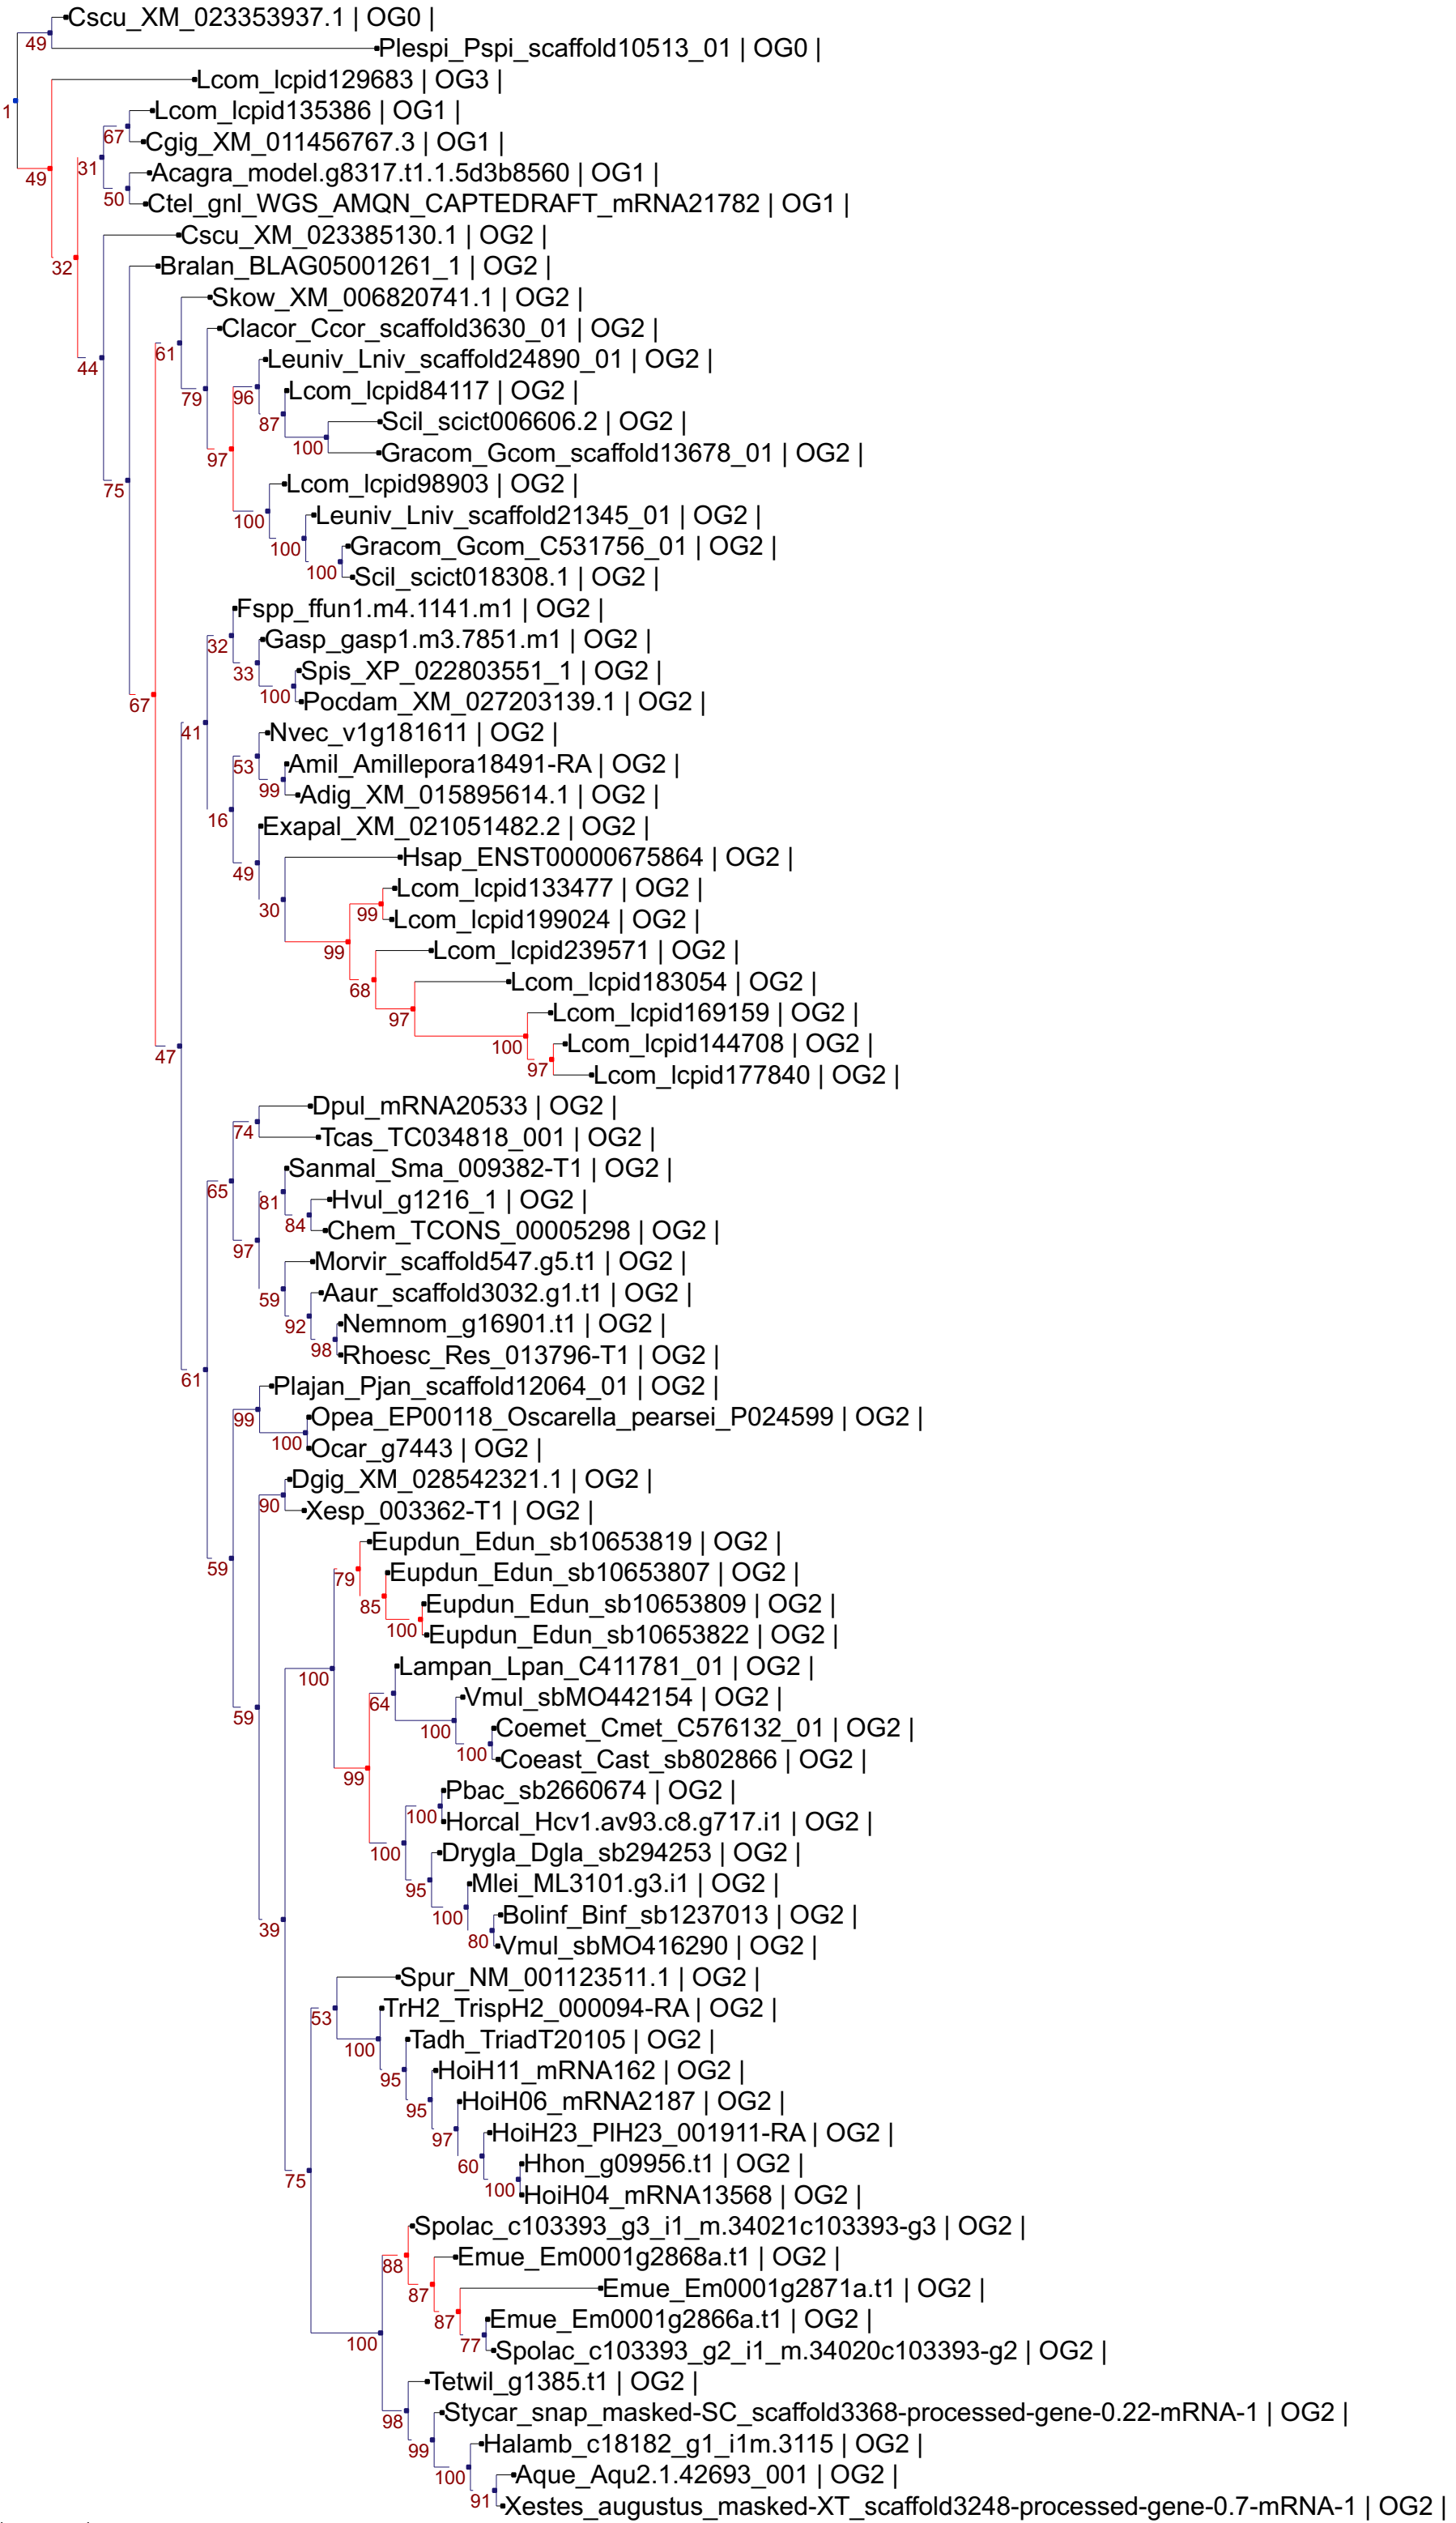 Cscu_XM_023353937.1 | OG0 |
49
Plespi_Pspi_scaffold10513_01 | OG0 |
Lcom_lcpid129683 | OG3 |
1
Lcom_lcpid135386 | OG1 |
67
Cgig_XM_011456767.3 | OG1 |
31
Acagra_model.g8317.t1.1.5d3b8560 | OG1 |
49
50
Ctel_gnl_WGS_AMQN_CAPTEDRAFT_mRNA21782 | OG1 |
Cscu_XM_023385130.1 | OG2 |
32
Bralan_BLAG05001261_1 | OG2 |
Skow_XM_006820741.1 | OG2 |
Clacor_Ccor_scaffold3630_01 | OG2 |
61
Leuniv_Lniv_scaffold24890_01 | OG2 |
44
Lcom_lcpid84117 | OG2 |
79
96
Scil_scict006606.2 | OG2 |
87
100
Gracom_Gcom_scaffold13678_01 | OG2 |
97
Lcom_lcpid98903 | OG2 |
75
Leuniv_Lniv_scaffold21345_01 | OG2 |
100
Gracom_Gcom_C531756_01 | OG2 |
100
100
Scil_scict018308.1 | OG2 |
Fspp_ffun1.m4.1141.m1 | OG2 |
32
Gasp_gasp1.m3.7851.m1 | OG2 |
33
Spis_XP_022803551_1 | OG2 |
100
67
Pocdam_XM_027203139.1 | OG2 |
41
Nvec_v1g181611 | OG2 |
53
Amil_Amillepora18491-RA | OG2 |
99
Adig_XM_015895614.1 | OG2 |
16
Exapal_XM_021051482.2 | OG2 |
49
Hsap_ENST00000675864 | OG2 |
Lcom_lcpid133477 | OG2 |
30
99
Lcom_lcpid199024 | OG2 |
99
Lcom_lcpid239571 | OG2 |
68
Lcom_lcpid183054 | OG2 |
97
Lcom_lcpid169159 | OG2 |
47
100
Lcom_lcpid144708 | OG2 |
97
Lcom_lcpid177840 | OG2 |
Dpul_mRNA20533 | OG2 |
74
Tcas_TC034818_001 | OG2 |
Sanmal_Sma_009382-T1 | OG2 |
65
81
Hvul_g1216_1 | OG2 |
84
Chem_TCONS_00005298 | OG2 |
97
Morvir_scaffold547.g5.t1 | OG2 |
59
Aaur_scaffold3032.g1.t1 | OG2 |
92
Nemnom_g16901.t1 | OG2 |
98
Rhoesc_Res_013796-T1 | OG2 |
61
Plajan_Pjan_scaffold12064_01 | OG2 |
99
Opea_EP00118_Oscarella_pearsei_P024599 | OG2 |
100
Ocar_g7443 | OG2 |
Dgig_XM_028542321.1 | OG2 |
90
Xesp_003362-T1 | OG2 |
Eupdun_Edun_sb10653819 | OG2 |
59
79
Eupdun_Edun_sb10653807 | OG2 |
85
Eupdun_Edun_sb10653809 | OG2 |
100
Eupdun_Edun_sb10653822 | OG2 |
100
Lampan_Lpan_C411781_01 | OG2 |
64
Vmul_sbMO442154 | OG2 |
59
100
Coemet_Cmet_C576132_01 | OG2 |
100
Coeast_Cast_sb802866 | OG2 |
99
Pbac_sb2660674 | OG2 |
100
Horcal_Hcv1.av93.c8.g717.i1 | OG2 |
100
Drygla_Dgla_sb294253 | OG2 |
95
Mlei_ML3101.g3.i1 | OG2 |
100
Bolinf_Binf_sb1237013 | OG2 |
39
80
Vmul_sbMO416290 | OG2 |
Spur_NM_001123511.1 | OG2 |
53
TrH2_TrispH2_000094-RA | OG2 |
100
Tadh_TriadT20105 | OG2 |
95
HoiH11_mRNA162 | OG2 |
95
HoiH06_mRNA2187 | OG2 |
97
HoiH23_PlH23_001911-RA | OG2 |
60
Hhon_g09956.t1 | OG2 |
75
100
HoiH04_mRNA13568 | OG2 |
Spolac_c103393_g3_i1_m.34021c103393-g3 | OG2 |
88
Emue_Em0001g2868a.t1 | OG2 |
87
Emue_Em0001g2871a.t1 | OG2 |
87
Emue_Em0001g2866a.t1 | OG2 |
100
77
Spolac_c103393_g2_i1_m.34020c103393-g2 | OG2 |
Tetwil_g1385.t1 | OG2 |
98
Stycar_snap_masked-SC_scaffold3368-processed-gene-0.22-mRNA-1 | OG2 |
99
Halamb_c18182_g1_i1m.3115 | OG2 |
100
Aque_Aqu2.1.42693_001 | OG2 |
91
Xestes_augustus_masked-XT_scaffold3248-processed-gene-0.7-mRNA-1 | OG2 |